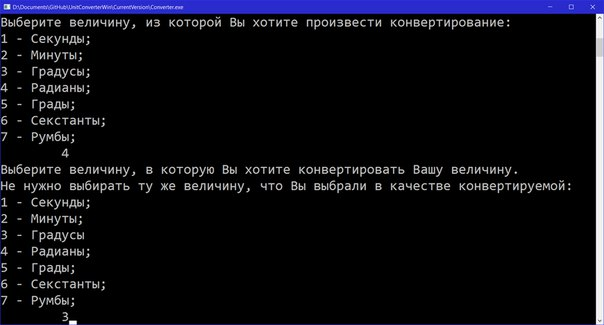 D:\Documents\GitHub\UnitConverterWin\CurrentVersion\Converter.exe
Выберите величину, из которой Вы хотите произвести конвертирование:
1 - Секунды;
2 - Минуты;
3 - Градусы;
4 - Радианы;
5 - Грады;
6 - Секстанты;
7 - Румбы;
4
Выберите величину, в которую Вы хотите конвертировать Вашу величину.
Не нужно выбирать ту же величину, что Вы выбрали в качестве конвертируемой:
1 - Секунды;
2 - Минуты;
3 - Градусы
4 - Радианы;
5 - Грады;
6 - Секстанты;
7 - Румбы;
3